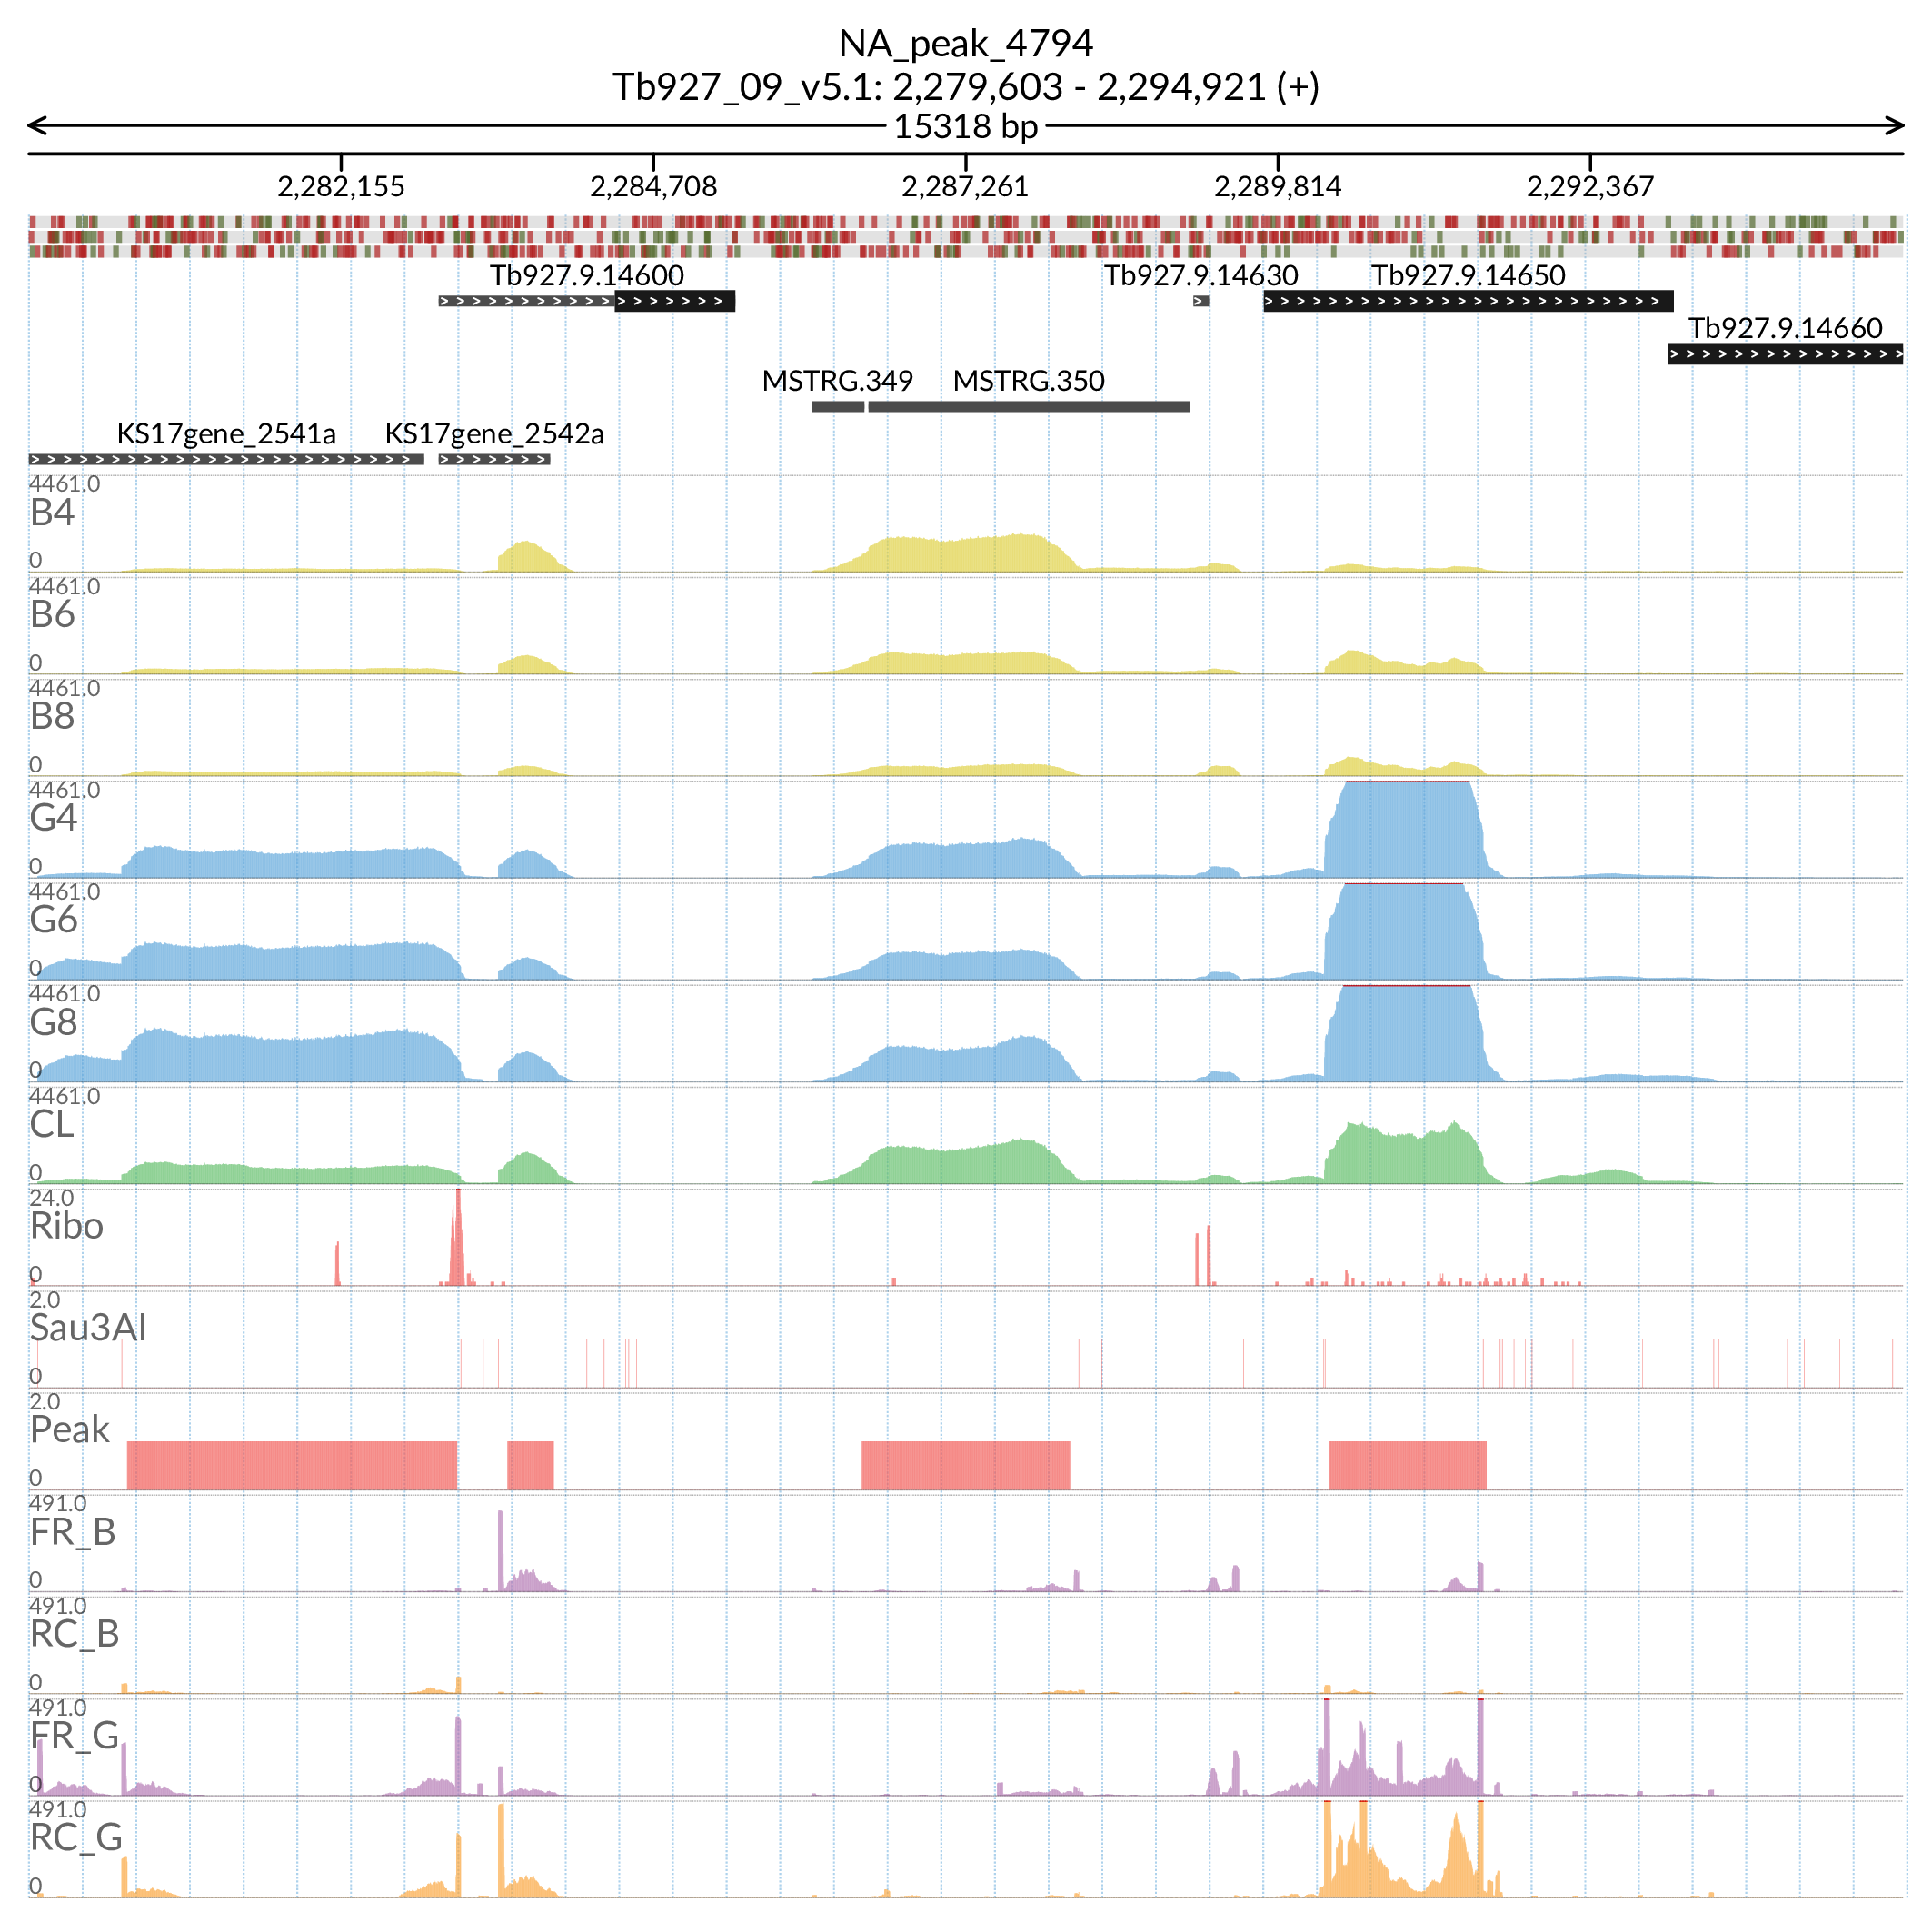 NA_peak_4794
Tb927_09_v5.1: 2,279,603 - 2,294,921 (+)
15318 bp
2,282,155 2,284,708 2,287,261 2,289,814 2,292,367
Tb927.9.14600 Tb927.9.14630 Tb927.9.14650
Tb927.9.14660
MSTRG.349 MSTRG.350
KS17gene_2541a KS17gene_2542a
4461.0
B4
0
4461.0
B6
0
4461.0
B8
0
4461.0
G4
0
4461.0
G6
0
4461.0
G8
0
4461.0
CL
0
24.0
Ribo
0
2.0
Sau3AI
0
2.0
Peak
0
491.0
FR_B
0
491.0
RC_B
0
491.0
FR_G
0
491.0
RC_G
0